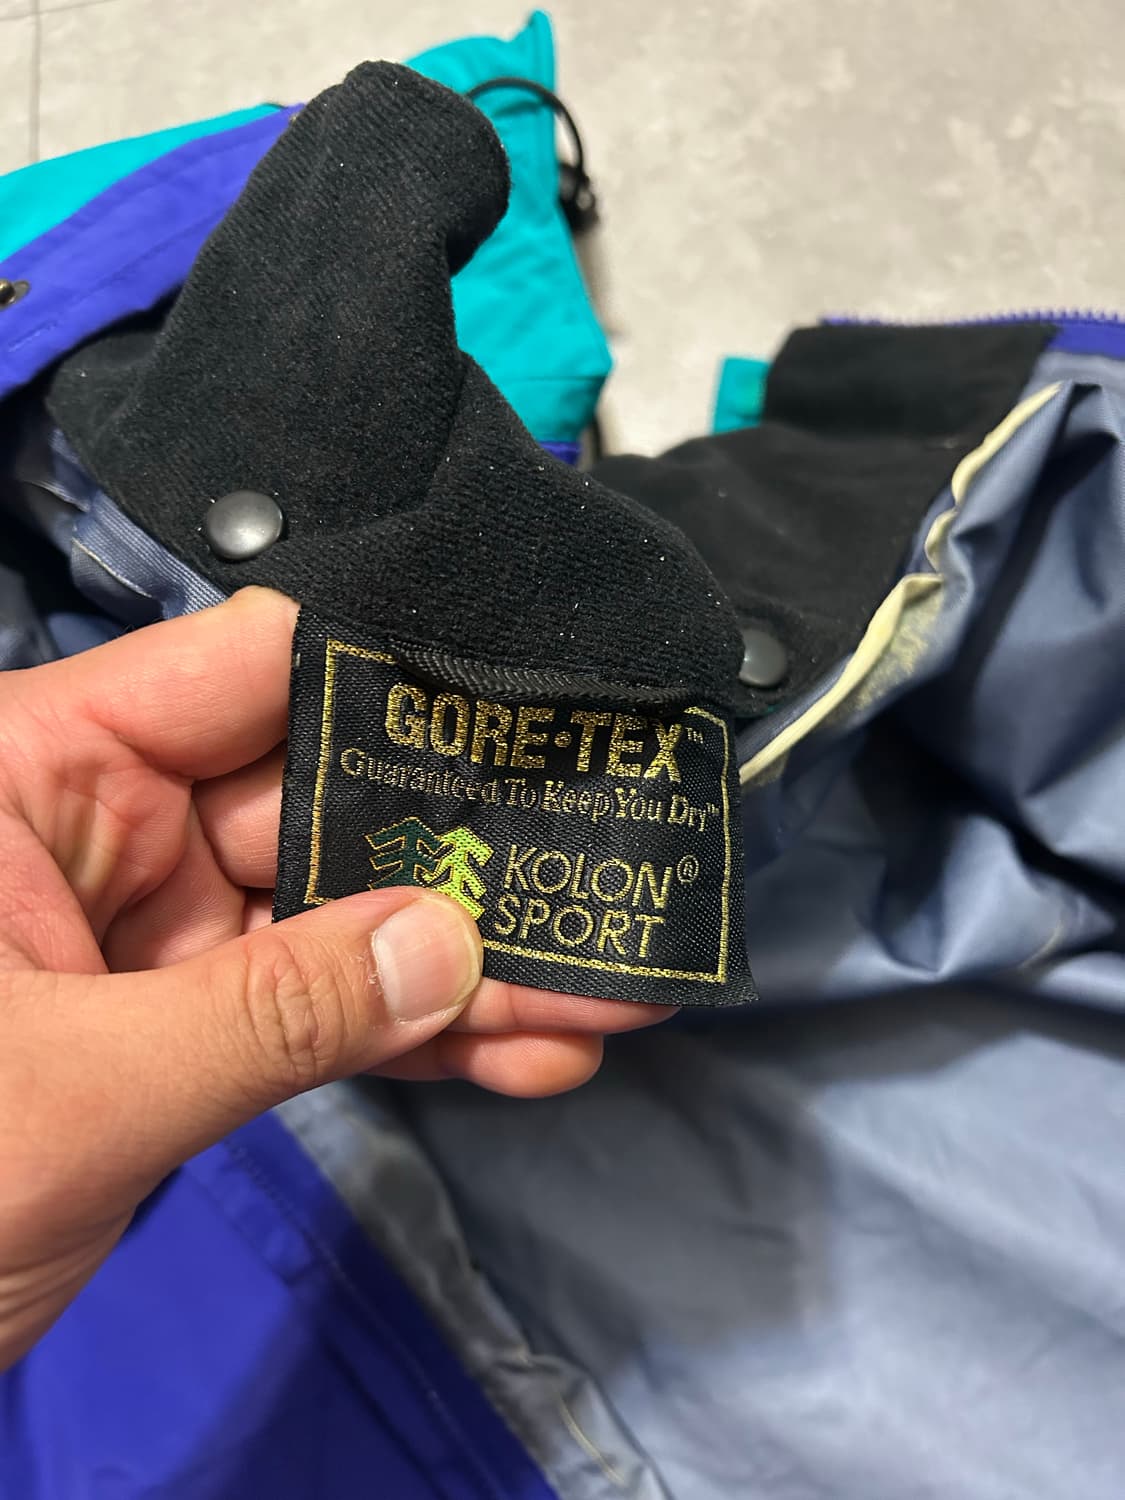 GORE-TEX™
Guaranteed To Keep You Dry™
KOLON®
SPORT